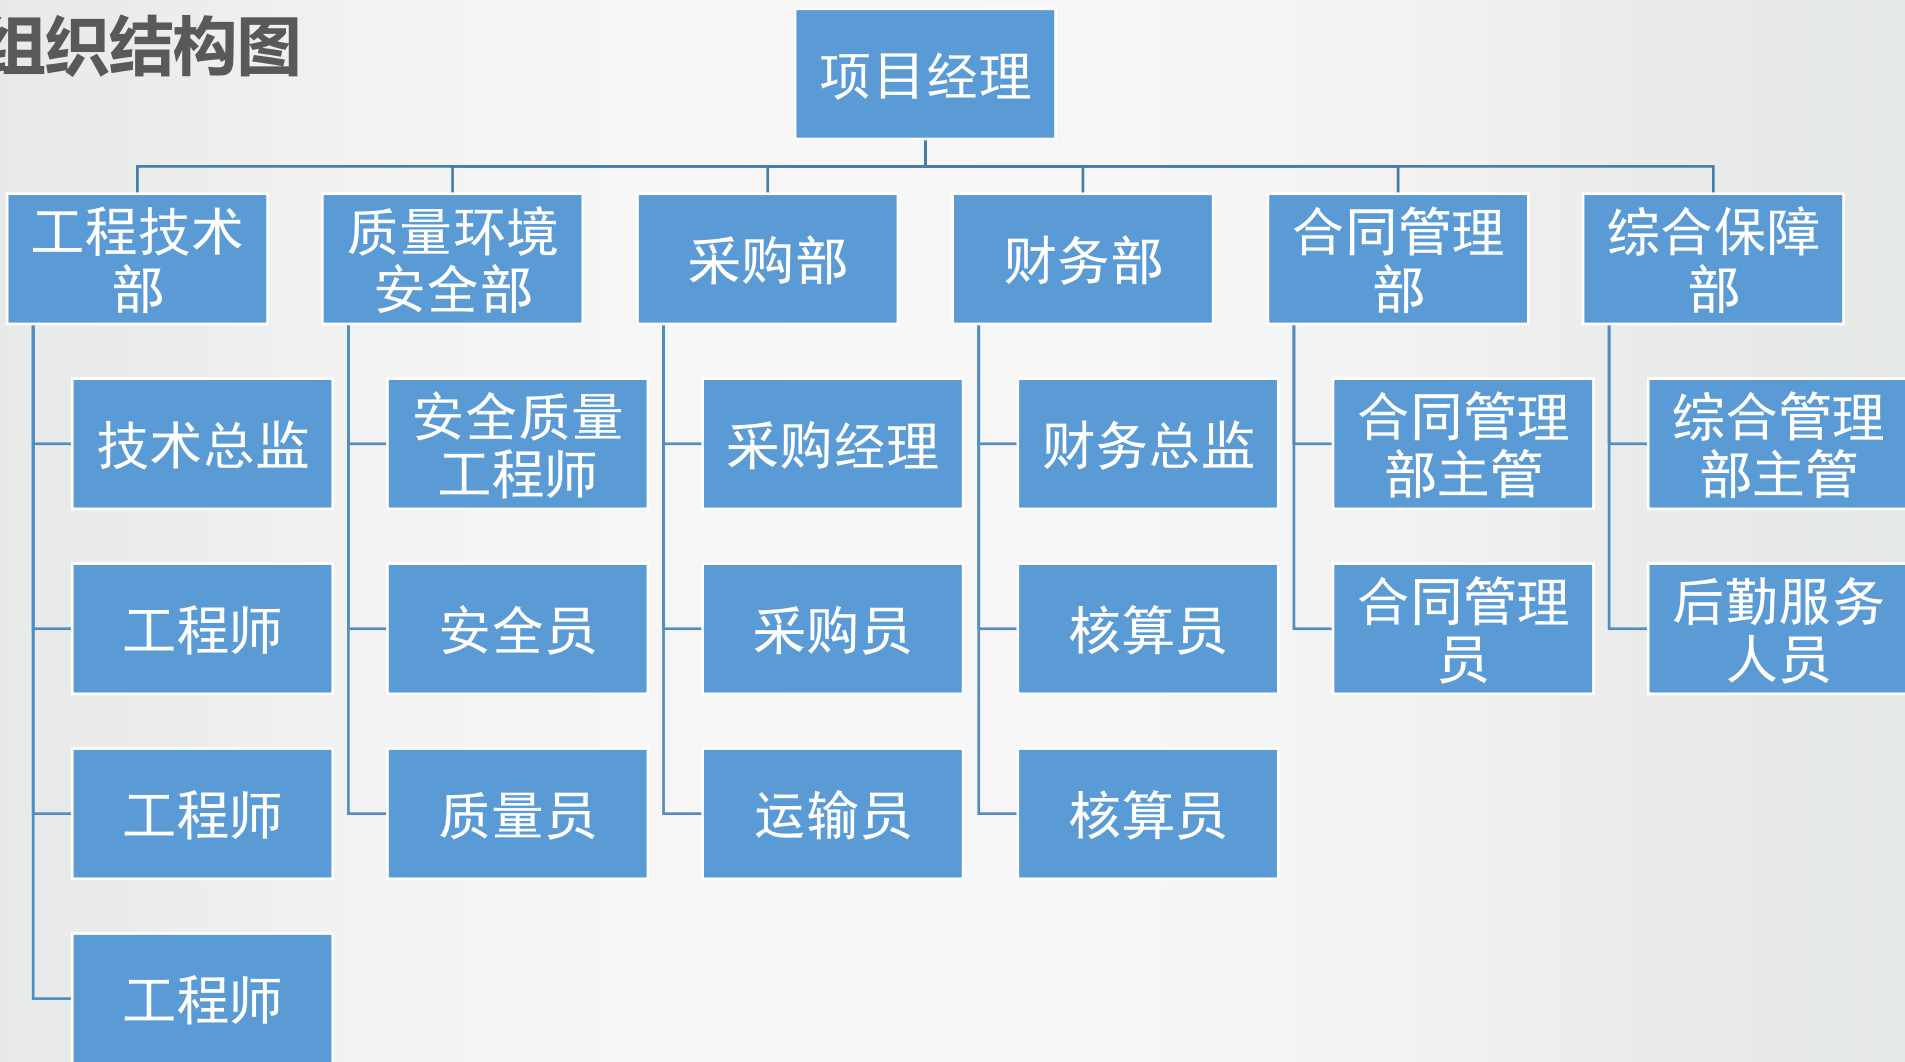 组织结构图
项目经理
工程技术
部
质量环境
安全部
采购部
财务部
合同管理
部
综合保障
部
技术总监
安全质量
工程师
采购经理
财务总监
合同管理
部主管
综合管理
部主管
工程师
安全员
采购员
核算员
合同管理
员
后勤服务
人员
工程师
质量员
运输员
核算员
工程师